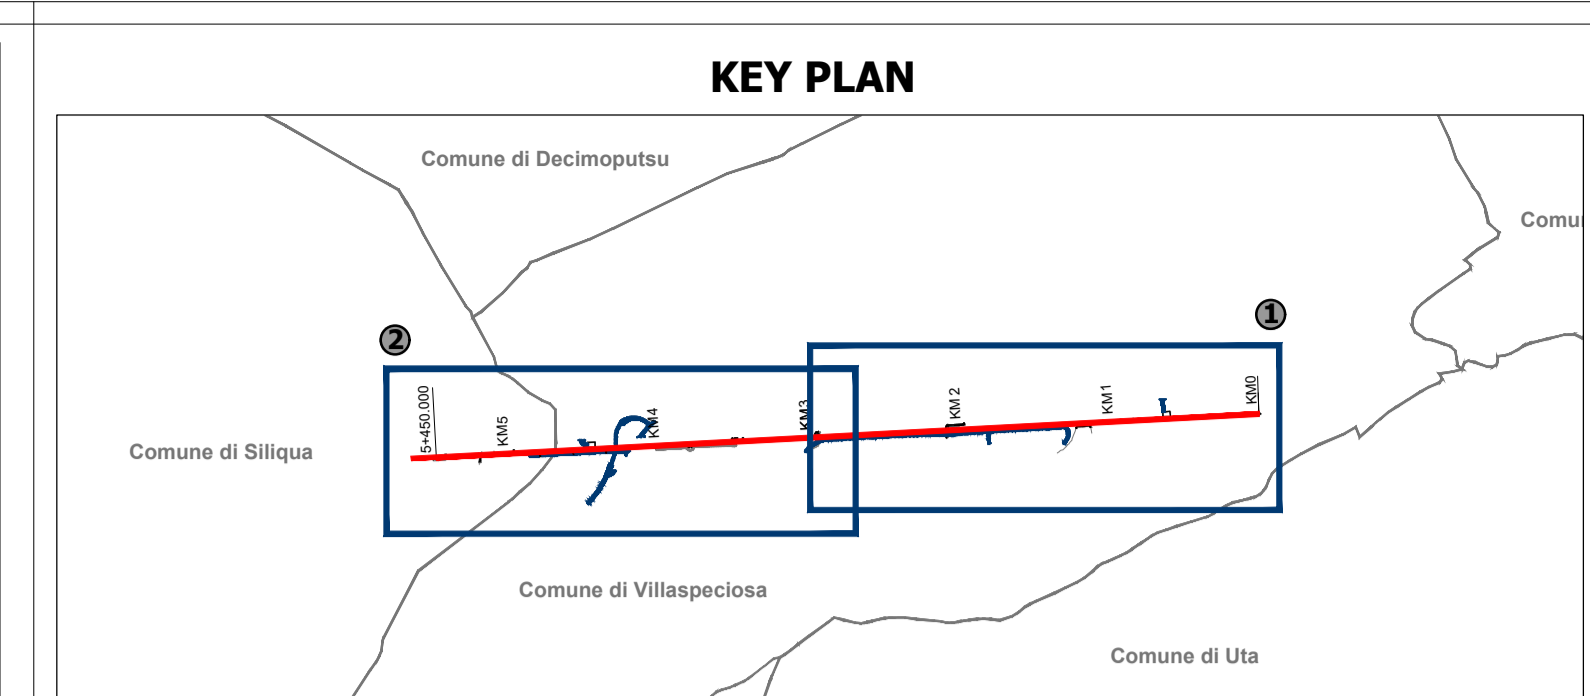 KEY PLAN
Comune di Decimoputsu
Comu
1
2
5+450.000
KM5
KM4
KM3
KM 2
KM1
KM0
Comune di Siliqua
Comune di Villaspeciosa
Comune di Uta